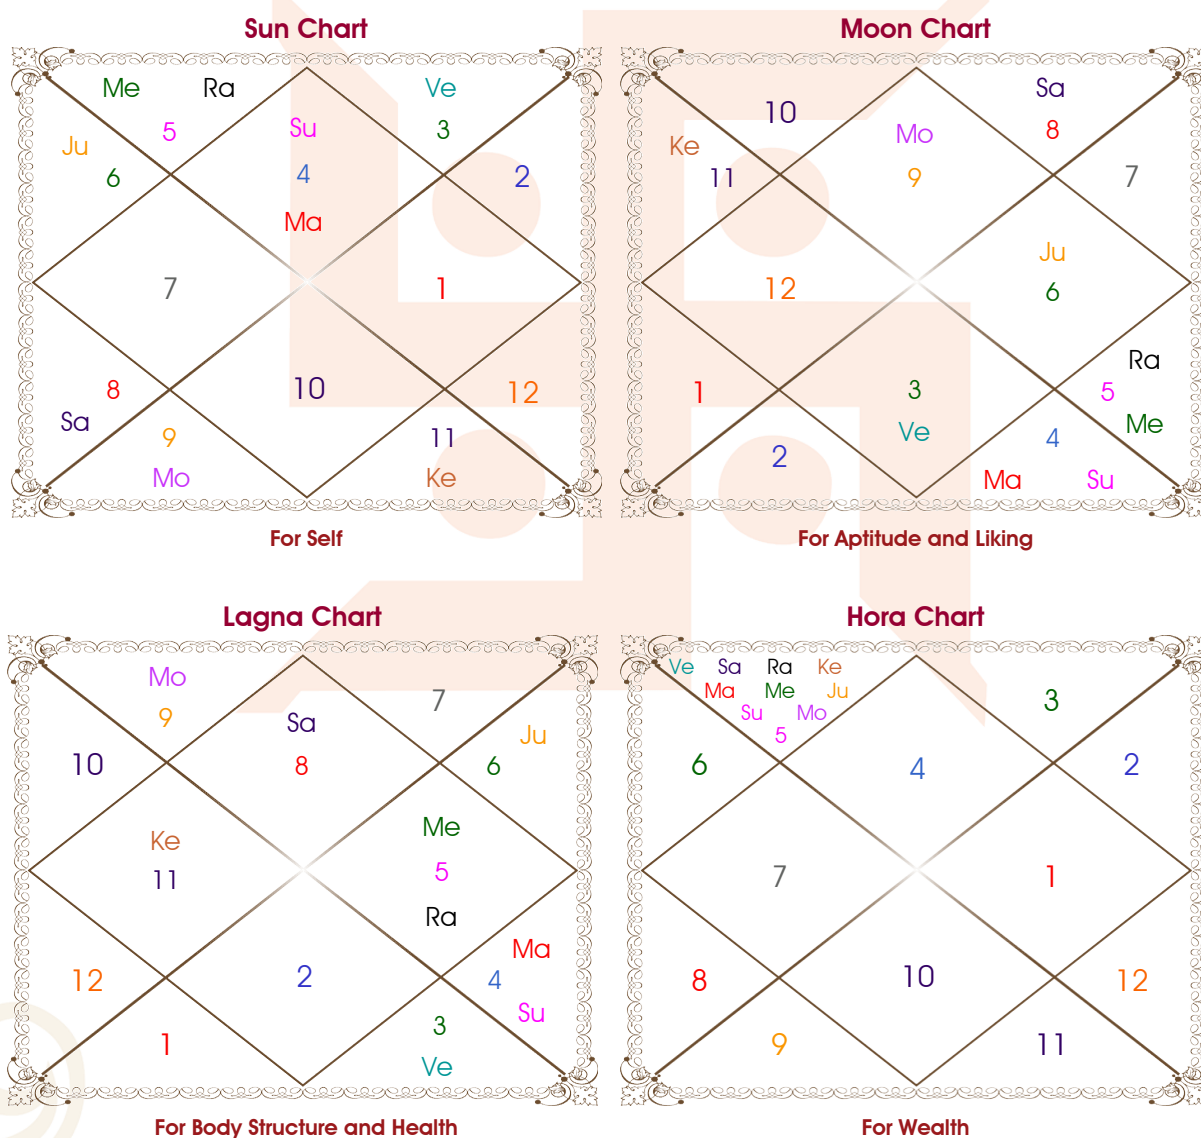 Sun Chart
Me Ra Ve
Su
5 3
Ju
6 4 2
Ma
7 1
8 10 12
Sa
9 11
Mo Ke
For Self
Moon Chart
Sa
10 8
Mo
Ke
11 9 7
Ju
12 6
Ra
1 3 5
Ve Me
2 4
Ma Su
For Aptitude and Liking
Lagna Chart
Mo
7
9 Sa
Ju
10 8 6
Me
Ke
11 5
Ra
Ma
12 2 4
Su
1 3
Ve
For Body Structure and Health
Hora Chart
Ve Sa Ra Ke
Ma Me Ju
3
Su Mo
5
6 4 2
7 1
8 10 12
9 11
For Wealth